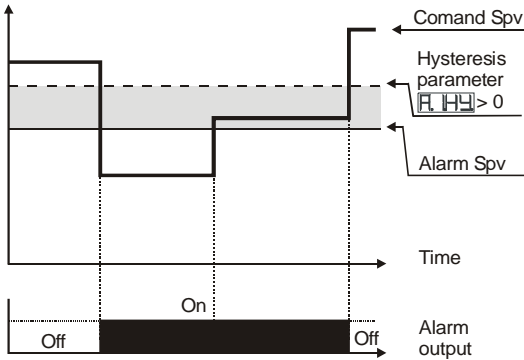 Comand Spv
Hysteresis
parameter
A.HY > 0
Alarm Spv
Time
On
Off
Off
Alarm
output